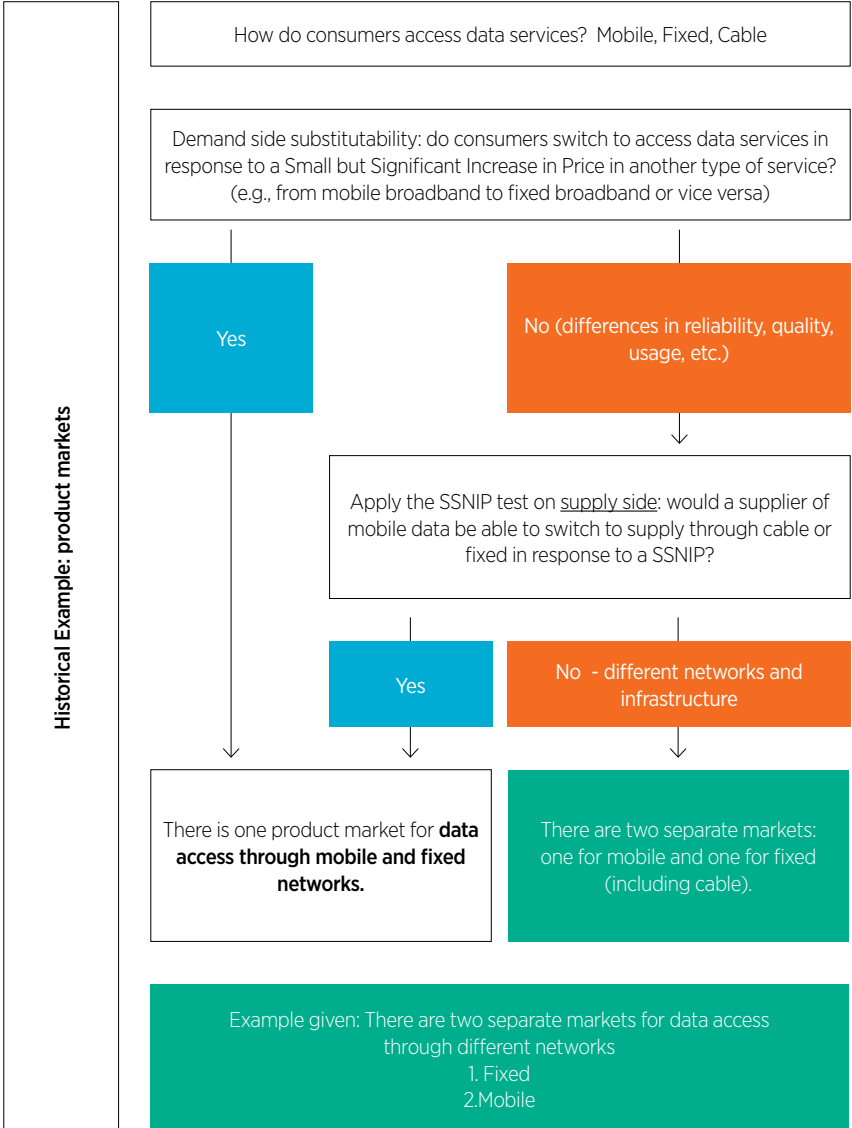 Historical Example: product markets
How do consumers access data services?  Mobile, Fixed, Cable
Demand side substitutability: do consumers switch to access data services in
response to a Small but Significant Increase in Price in another type of service?
(e.g., from mobile broadband to fixed broadband or vice versa)
Yes
No (differences in reliability, quality,
usage, etc.)
Apply the SSNIP test on supply side: would a supplier of
mobile data be able to switch to supply through cable or
fixed in response to a SSNIP?
Yes
No  - different networks and
infrastructure
There is one product market for data
access through mobile and fixed
networks.
There are two separate markets:
one for mobile and one for fixed
(including cable).
Example given: There are two separate markets for data access
through different networks
1. Fixed
2.Mobile